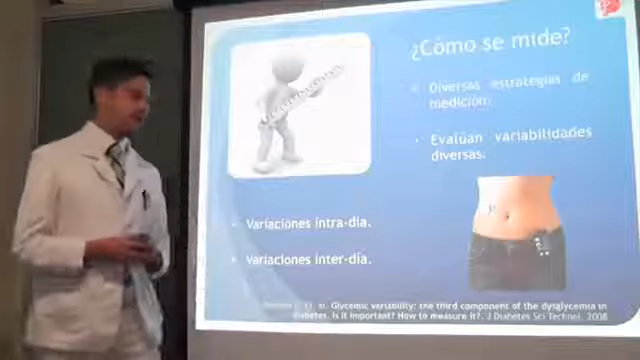 ¿Cómo se mide?
Diversas estrategias de
medición.
Evalúan variabilidades
diversas.
Variaciones intra-día.
Variaciones inter-día.
Glycemic variability: the third component of the dysglycemia in
diabetes. Is it important? How to measure it?. J Diabetes Sci Technol. 2008